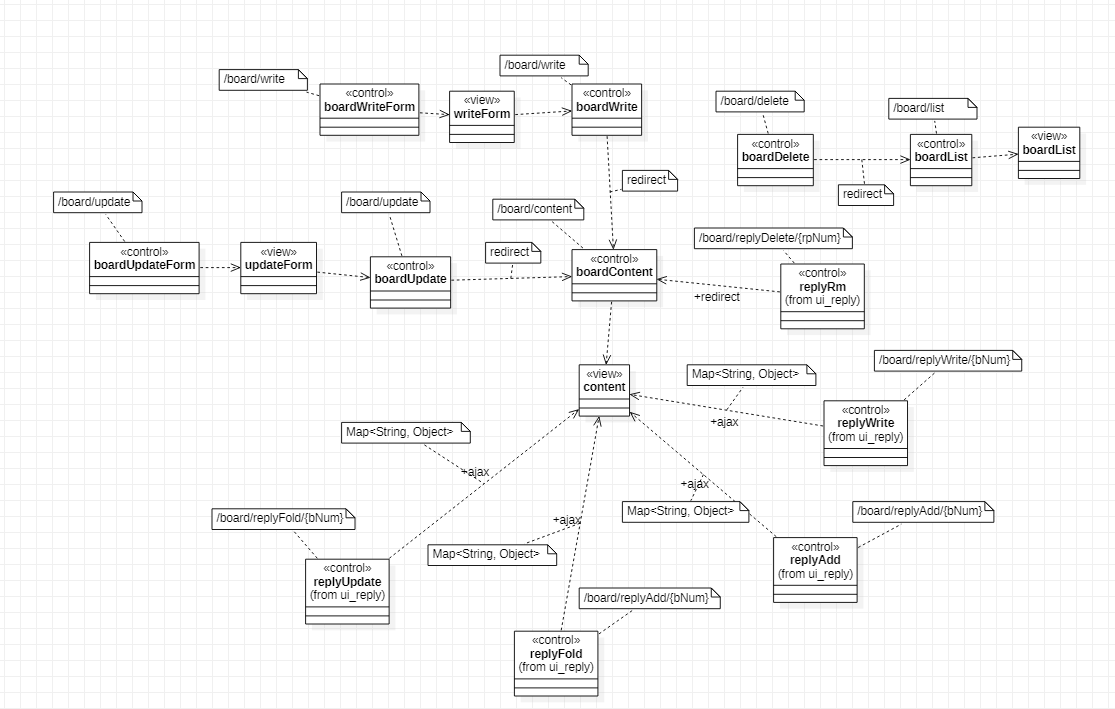 /board/write
«control»
boardWriteForm
«view»
writeForm
/board/write
«control»
boardWrite
/board/delete
«control»
boardDelete
/board/list
«control»
boardList
«view»
boardList
redirect
redirect
/board/update
«control»
boardUpdateForm
«view»
updateForm
/board/update
«control»
boardUpdate
redirect
/board/content
«control»
boardContent
/board/replyDelete/{rpNum}
«control»
replyRm
(from ui_reply)
+redirect
«view»
content
Map<String, Object>
+ajax
/board/replyWrite/{bNum}
«control»
replyWrite
(from ui_reply)
Map<String, Object>
+ajax
/board/replyFold/{bNum}
«control»
replyUpdate
(from ui_reply)
+ajax
Map<String, Object>
/board/replyAdd/{bNum}
«control»
replyFold
(from ui_reply)
+ajax
Map<String, Object>
/board/replyAdd/{bNum}
«control»
replyAdd
(from ui_reply)